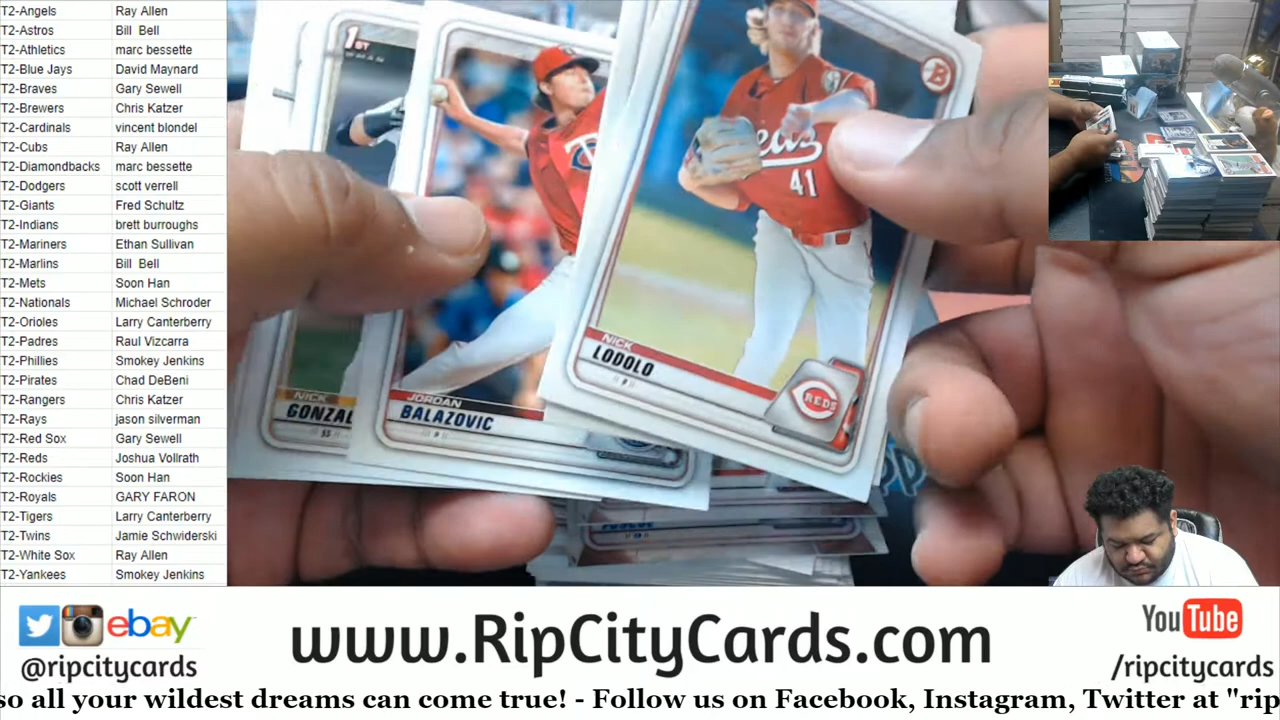 T2-Angels Ray Allen
T2-Astros Bill Bell
T2-Athletics marc bessette
T2-Blue Jays David Maynard
T2-Braves Gary Sewell
T2-Brewers Chris Katzer
T2-Cardinals vincent blondel
T2-Cubs Ray Allen
T2-Diamondbacks marc bessette
T2-Dodgers scott verrell
T2-Giants Fred Schultz
T2-Indians brett burroughs
T2-Mariners Ethan Sullivan
T2-Marlins Bill Bell
T2-Mets Soon Han
T2-Nationals Michael Schroder
T2-Orioles Larry Canterberry
T2-Padres Raul Vizcarra
T2-Phillies Smokey Jenkins
T2-Pirates Chad DeBeni
T2-Rangers Chris Katzer
T2-Rays jason silverman
T2-Red Sox Gary Sewell
T2-Reds Joshua Vollrath
T2-Rockies Soon Han
T2-Royals GARY FARON
T2-Tigers Larry Canterberry
T2-Twins Jamie Schwiderski
T2-White Sox Ray Allen
T2-Yankees Smokey Jenkins
1ST
NICK
GONZAL
JORDAN
BALAZOVIC
B
eds
41
NICK
LODOLO
REDS
ebay
@ripcitycards
www.RipCityCards.com
YouTube
/ripcitycards
so all your wildest dreams can come true! - Follow us on Facebook, Instagram, Twitter at "rip